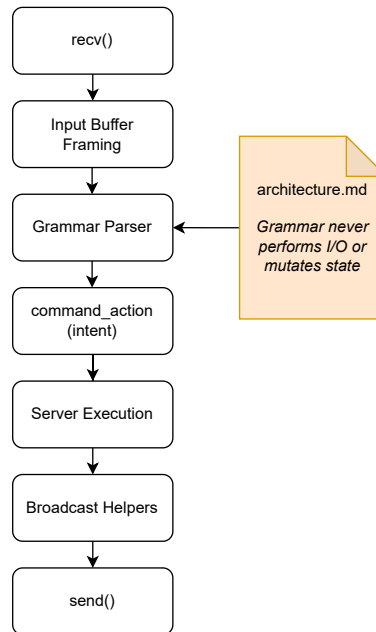 recv()
Input Buffer
Framing
Grammar Parser
architecture.md
Grammar never
performs I/O or
mutates state
command_action
(intent)
Server Execution
Broadcast Helpers
send()